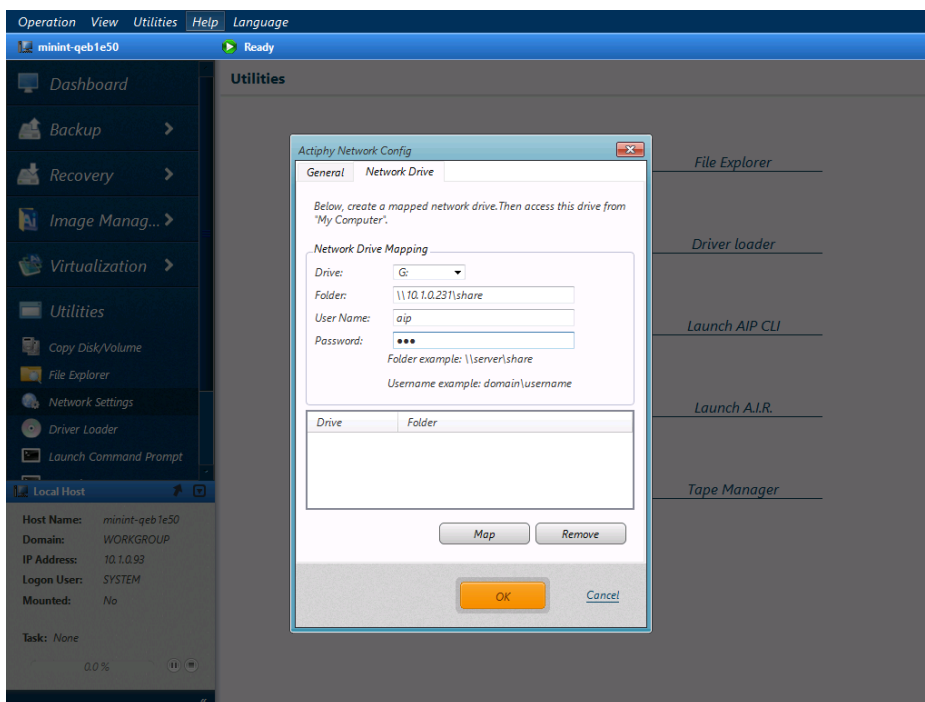 Operation View Utilities Help Language
minint-qeb1e50 Ready
Dashboard
Backup
Recovery
Image Manag...
Virtualization
Utilities
Copy Disk/Volume
File Explorer
Network Settings
Driver Loader
Launch Command Prompt
Local Host
Host Name: minint-qeb1e50
Domain: WORKGROUP
IP Address: 10.1.0.93
Logon User: SYSTEM
Mounted: No
Task: None
0.0 %
Utilities
File Explorer
Driver loader
Launch AIP CLI
Launch A.I.R.
Tape Manager
Actiphy Network Config
General Network Drive
Below, create a mapped network drive.Then access this drive from
"My Computer".
Network Drive Mapping
Drive: G:
Folder: \\10.1.0.231\share
User Name: aip
Password: •••
Folder example: \\server\share
Username example: domain\username
Drive Folder
Map Remove
OK Cancel